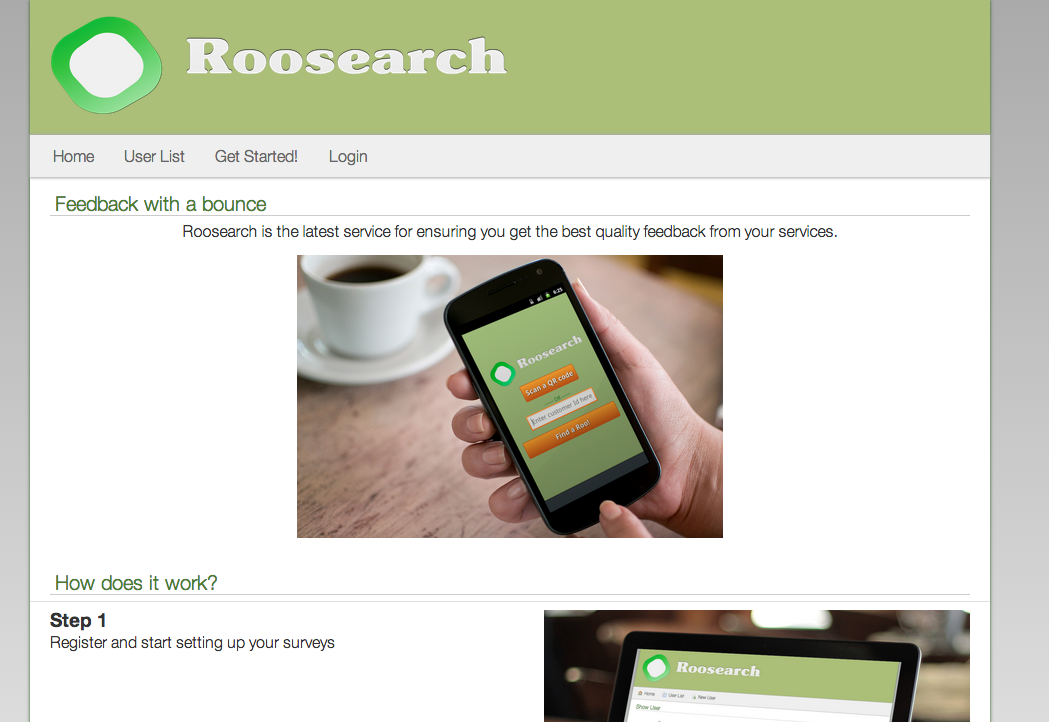 Roosearch
Home User List Get Started! Login
Feedback with a bounce
Roosearch is the latest service for ensuring you get the best quality feedback from your services.
6:25
Roosearch
Scan a QR code
OR
Enter customer Id here
Find a Roo!
How does it work?
Step 1
Register and start setting up your surveys
Roosearch
Home User List New User
Show User